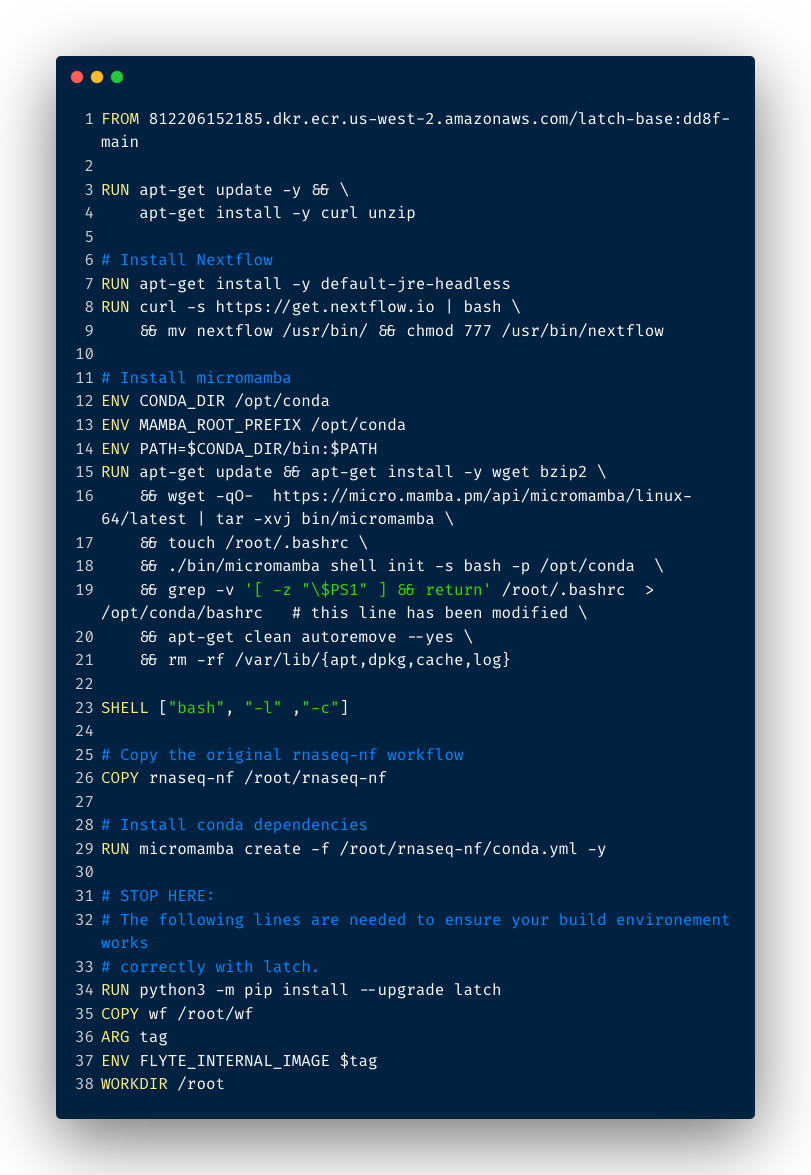 1 FROM 812206152185.dkr.ecr.us-west-2.amazonaws.com/latch-base:dd8f-
main
2
3 RUN apt-get update -y && \
4     apt-get install -y curl unzip
5
6 # Install Nextflow
7 RUN apt-get install -y default-jre-headless
8 RUN curl -s https://get.nextflow.io | bash \
9     && mv nextflow /usr/bin/ && chmod 777 /usr/bin/nextflow
10
11 # Install micromamba
12 ENV CONDA_DIR /opt/conda
13 ENV MAMBA_ROOT_PREFIX /opt/conda
14 ENV PATH=$CONDA_DIR/bin:$PATH
15 RUN apt-get update && apt-get install -y wget bzip2 \
16     && wget -qO-  https://micro.mamba.pm/api/micromamba/linux-
64/latest | tar -xvj bin/micromamba \
17     && touch /root/.bashrc \
18     && ./bin/micromamba shell init -s bash -p /opt/conda  \
19     && grep -v '[ -z "\$PS1" ] && return' /root/.bashrc  >
/opt/conda/bashrc   # this line has been modified \
20     && apt-get clean autoremove --yes \
21     && rm -rf /var/lib/{apt,dpkg,cache,log}
22
23 SHELL ["bash", "-l" ,"-c"]
24
25 # Copy the original rnaseq-nf workflow
26 COPY rnaseq-nf /root/rnaseq-nf
27
28 # Install conda dependencies
29 RUN micromamba create -f /root/rnaseq-nf/conda.yml -y
30
31 # STOP HERE:
32 # The following lines are needed to ensure your build environement
works
33 # correctly with latch.
34 RUN python3 -m pip install --upgrade latch
35 COPY wf /root/wf
36 ARG tag
37 ENV FLYTE_INTERNAL_IMAGE $tag
38 WORKDIR /root